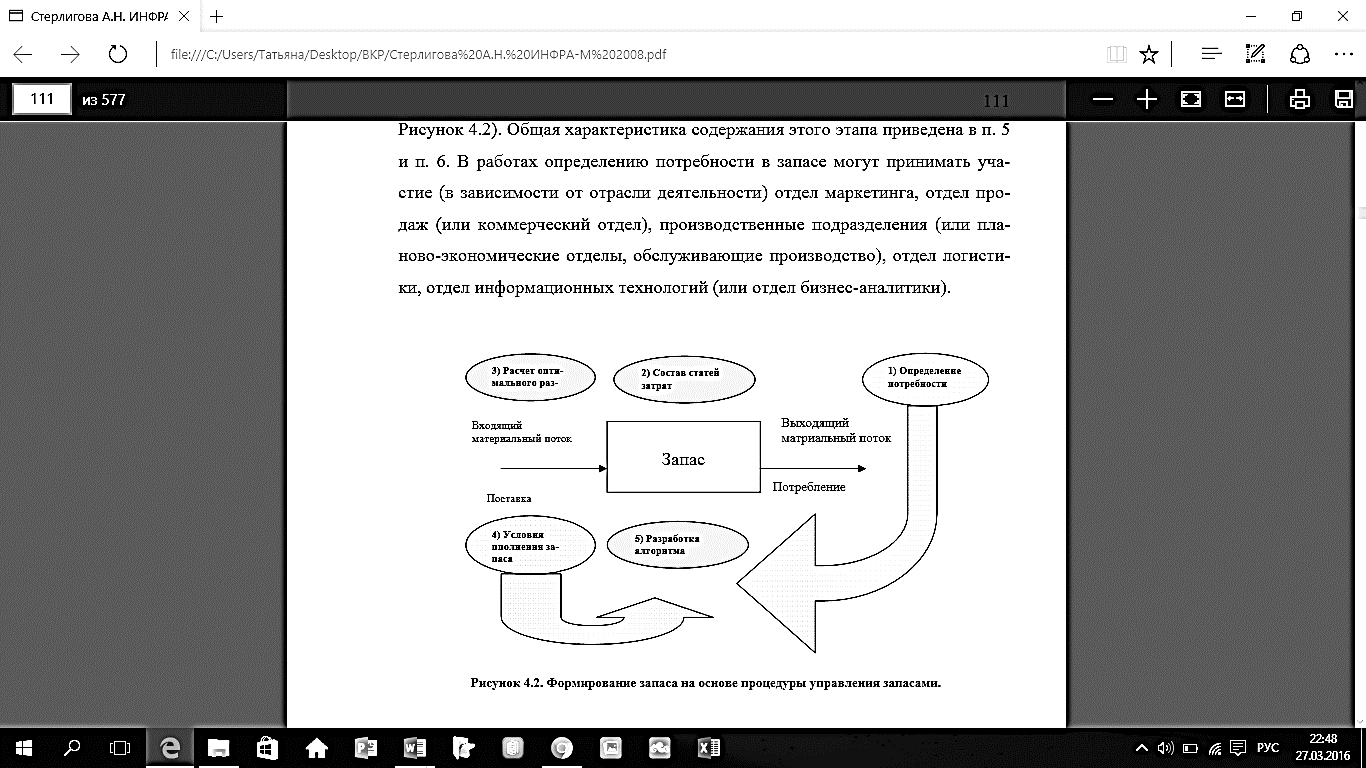 Стерлигова А.Н. ИНФРА
file:///C:/Users/Татьяна/Desktop/ВКР/Стерлигова%20А.Н.%20ИНФРА-М%202008.pdf
111 из 577
111
Рисунок 4.2). Общая характеристика содержания этого этапа приведена в п. 5
и п. 6. В работах определению потребности в запасе могут принимать уча-
стие (в зависимости от отрасли деятельности) отдел маркетинга, отдел про-
даж (или коммерческий отдел), производственные подразделения (или пла-
ново-экономические отделы, обслуживающие производство), отдел логисти-
ки, отдел информационных технологий (или отдел бизнес-аналитики).
3) Расчет опти-
мального раз-
2) Состав статей
затрат
1) Определение
потребности
Входящий
материальный поток
Запас
Выходящий
матриальный поток
Поставка
Потребление
4) Условия
пполнения за-
паса
5) Разработка
алгоритма
Рисунок 4.2. Формирование запаса на основе процедуры управления запасами.
РУС
22:48
27.03.2016